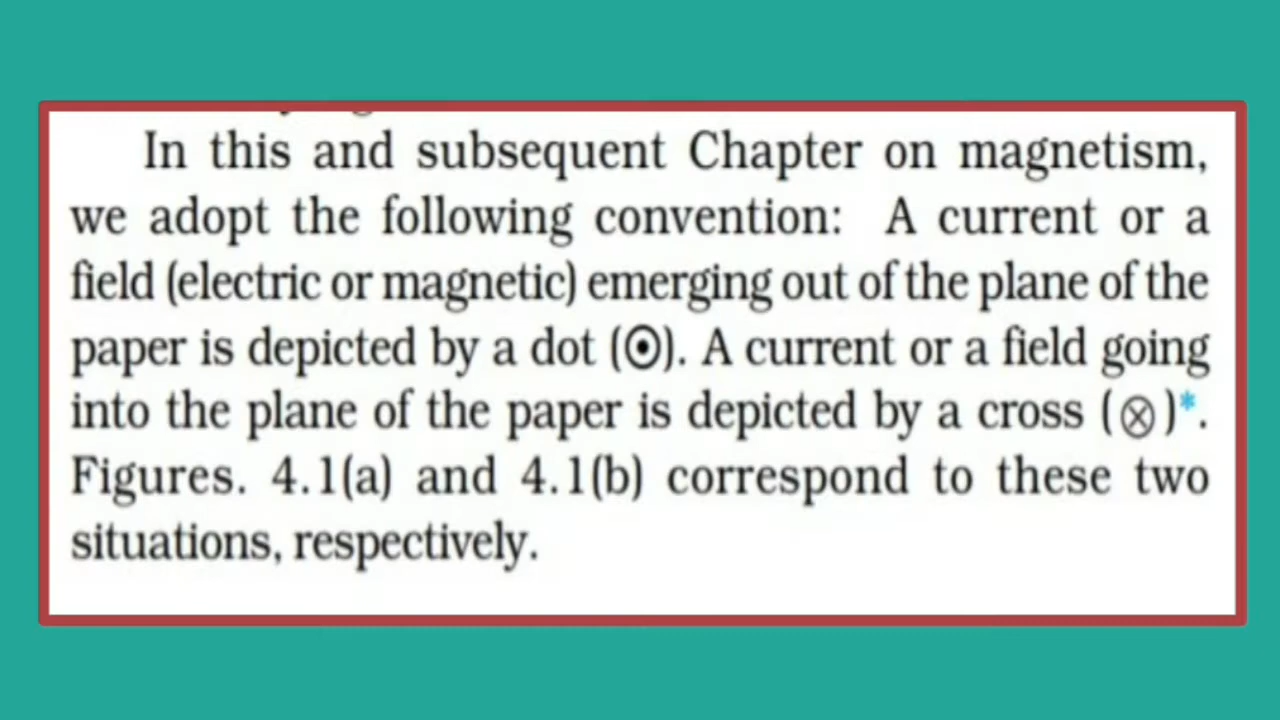 In this and subsequent Chapter on magnetism,
we adopt the following convention: A current or a
field (electric or magnetic) emerging out of the plane of the
paper is depicted by a dot (⊙). A current or a field going
into the plane of the paper is depicted by a cross (⊗)*.
Figures. 4.1(a) and 4.1(b) correspond to these two
situations, respectively.